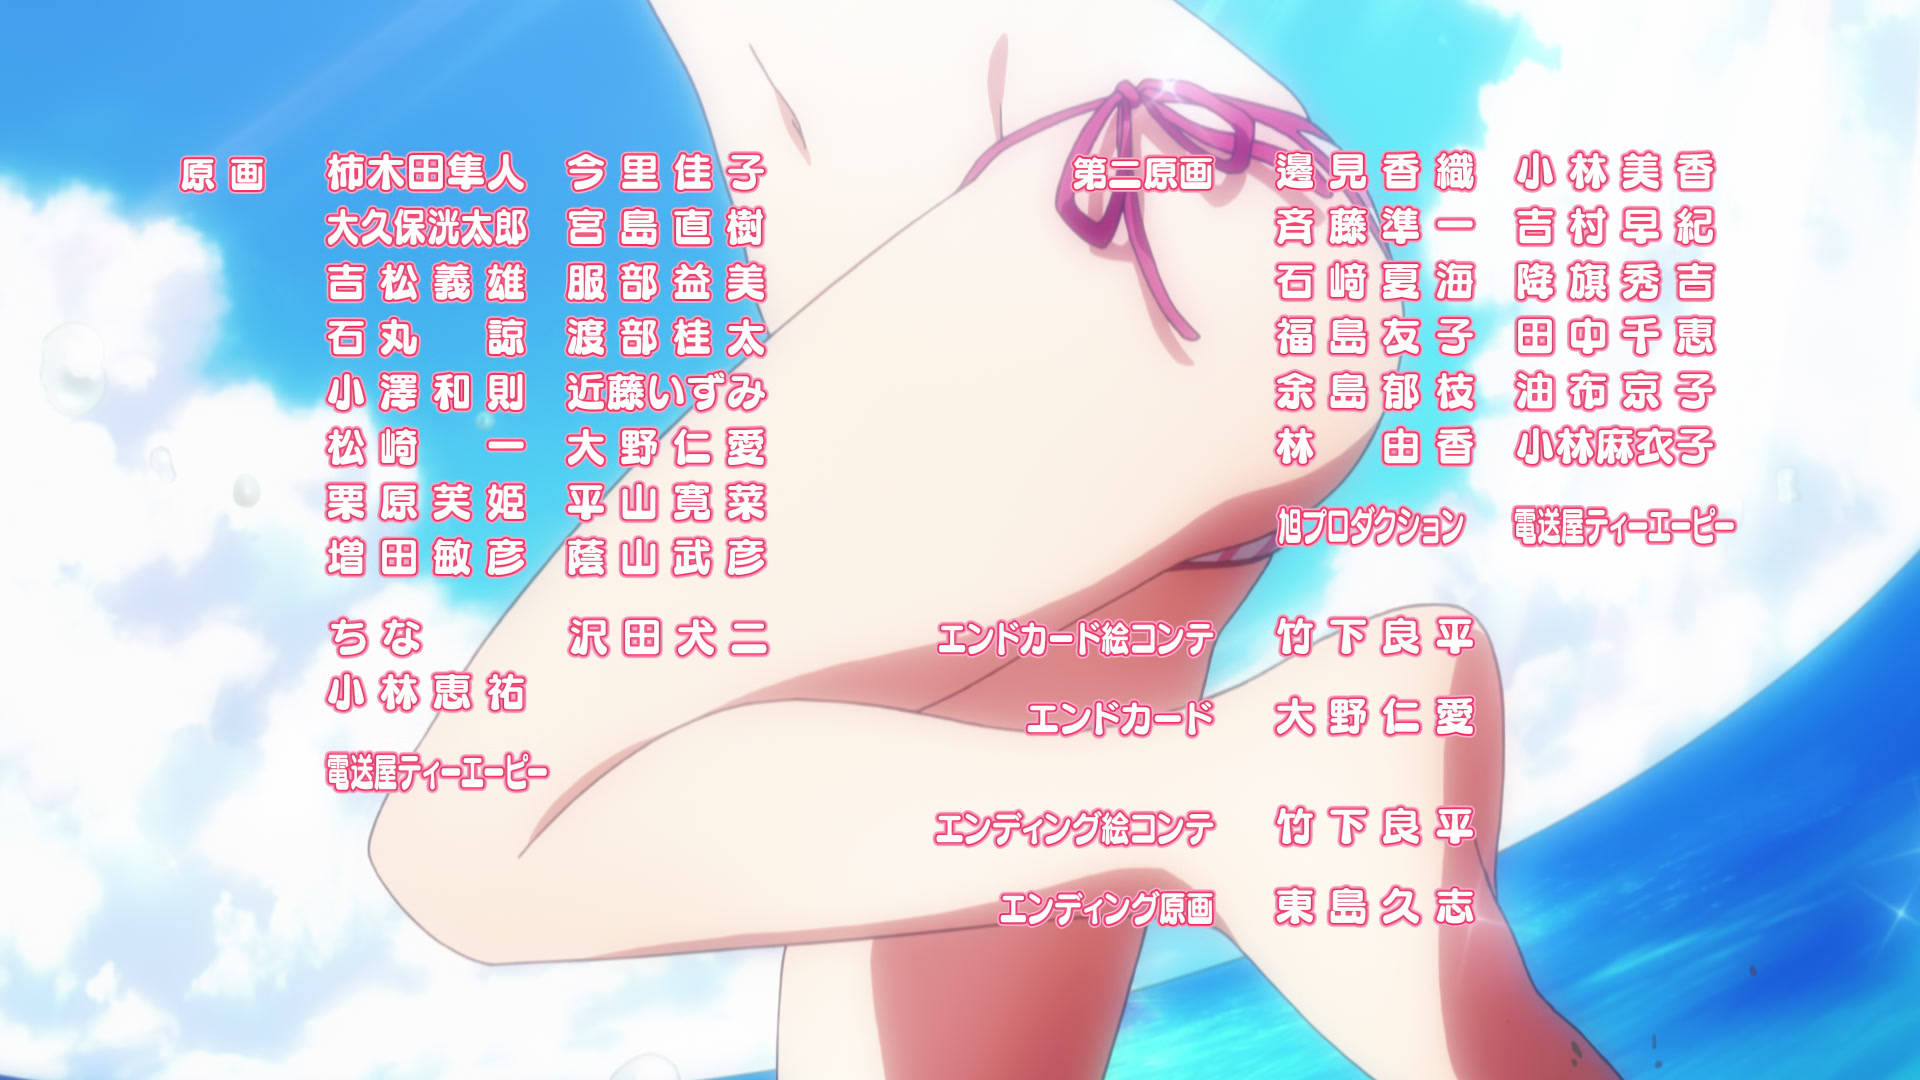 原画
柿木田隼人 今里佳子
大久保洸太郎 宮島直樹
吉松義雄 服部益美
石丸 諒 渡部桂太
小澤和則 近藤いずみ
松崎 一 大野仁愛
栗原芙姫 平山寛菜
増田敏彦 蔭山武彦
ちな 沢田犬二
小林恵祐
電送屋ティーエーピー
第二原画
邊見香織 小林美香
斉藤準一 吉村早紀
石﨑夏海 降旗秀吉
福島友子 田中千恵
余島郁枝 油布京子
林 由香 小林麻衣子
旭プロダクション 電送屋ティーエーピー
エンドカード絵コンテ 竹下良平
エンドカード 大野仁愛
エンディング絵コンテ 竹下良平
エンディング原画 東島久志